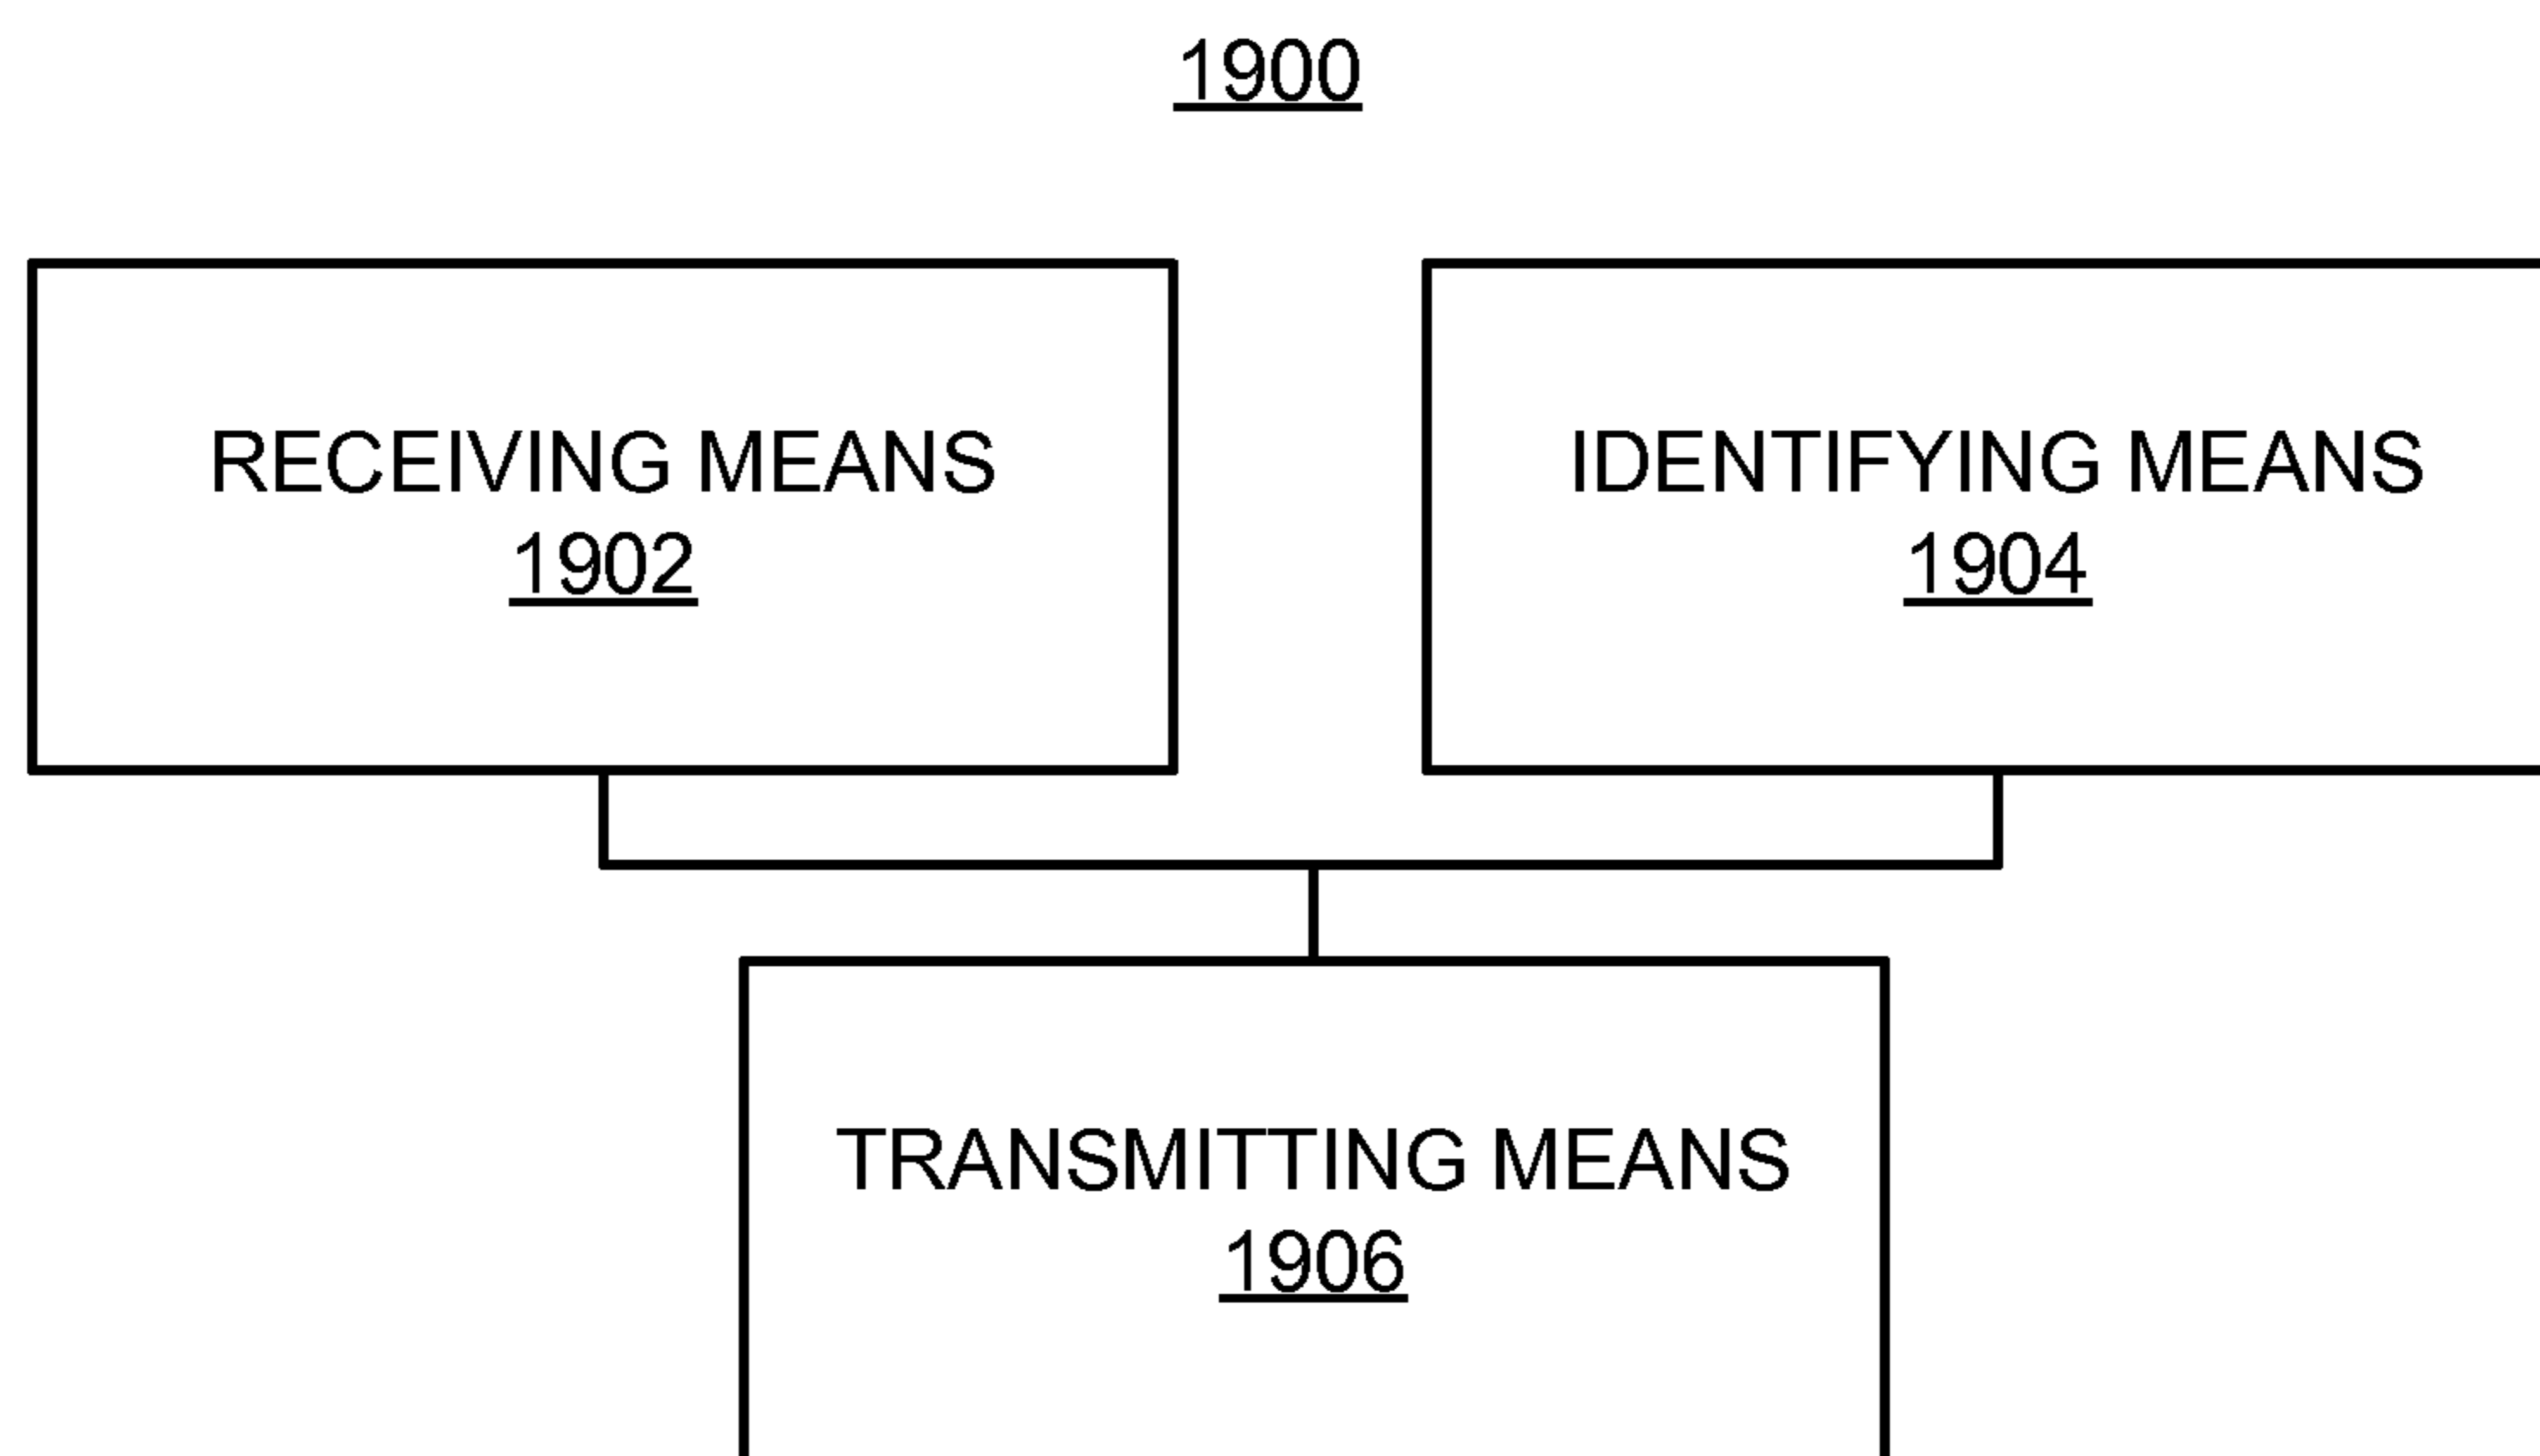 1900
RECEIVING MEANS
1902
IDENTIFYING MEANS
1904
TRANSMITTING MEANS
1906